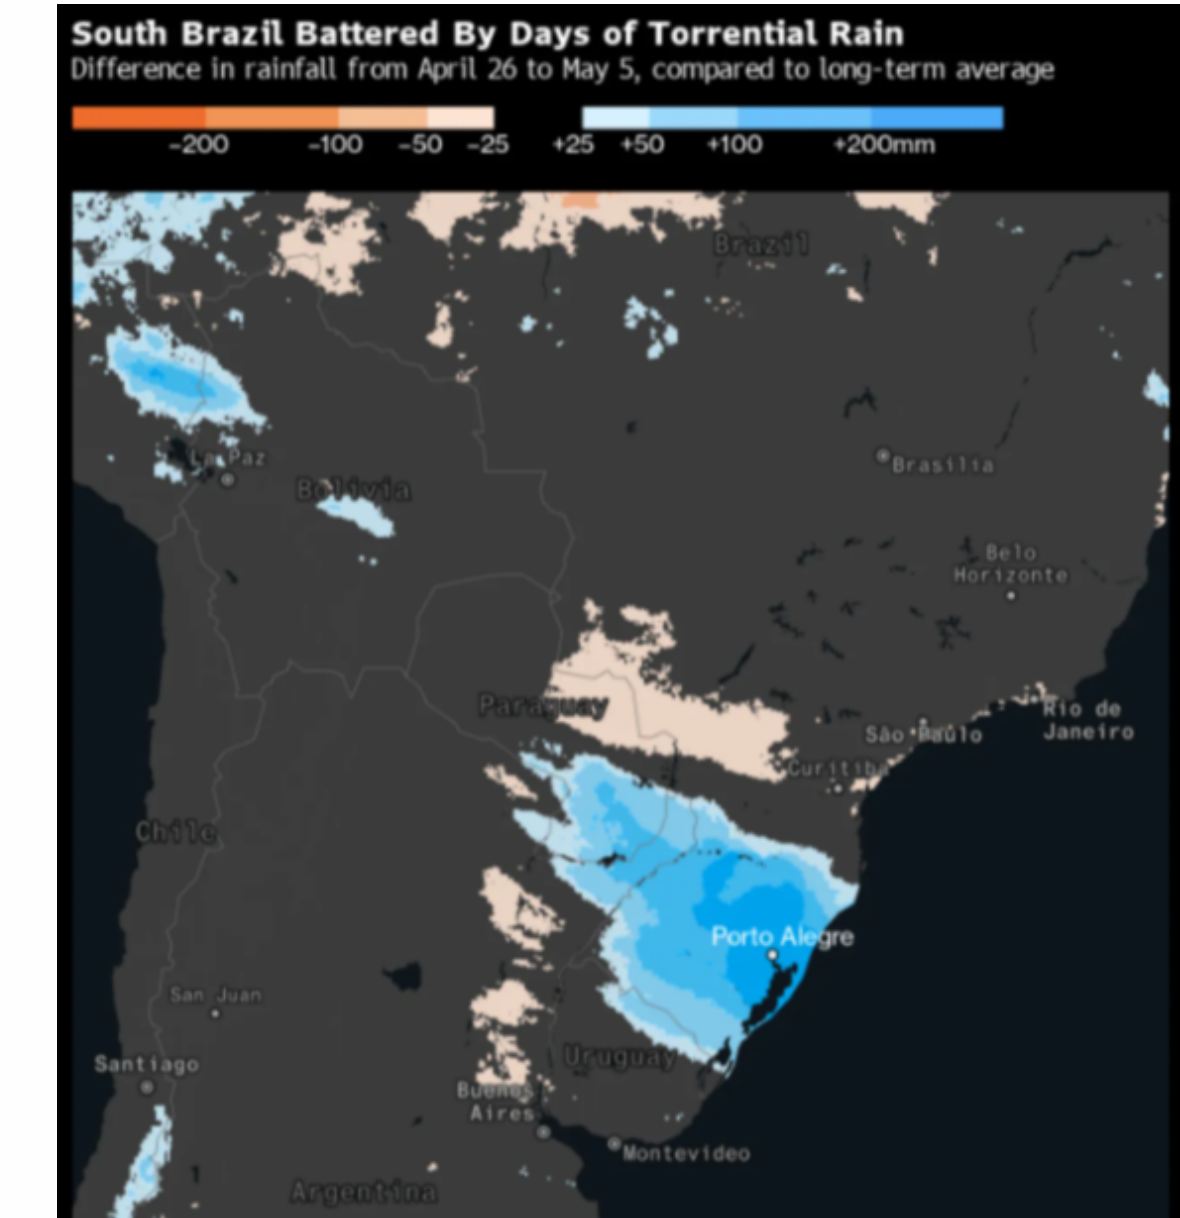 South Brazil Battered By Days of Torrential Rain
Difference in rainfall from April 26 to May 5, compared to long-term average
−200 −100 −50 −25 +25 +50 +100 +200mm
Brazil
La Paz
Brasília
Bolivia
Belo
Horizonte
Paraguay
Rio de
Janeiro
São Paulo
Curitiba
Chile
Porto Alegre
San Juan
Santiago
Uruguay
Buenos
Aires
Montevideo
Argentina